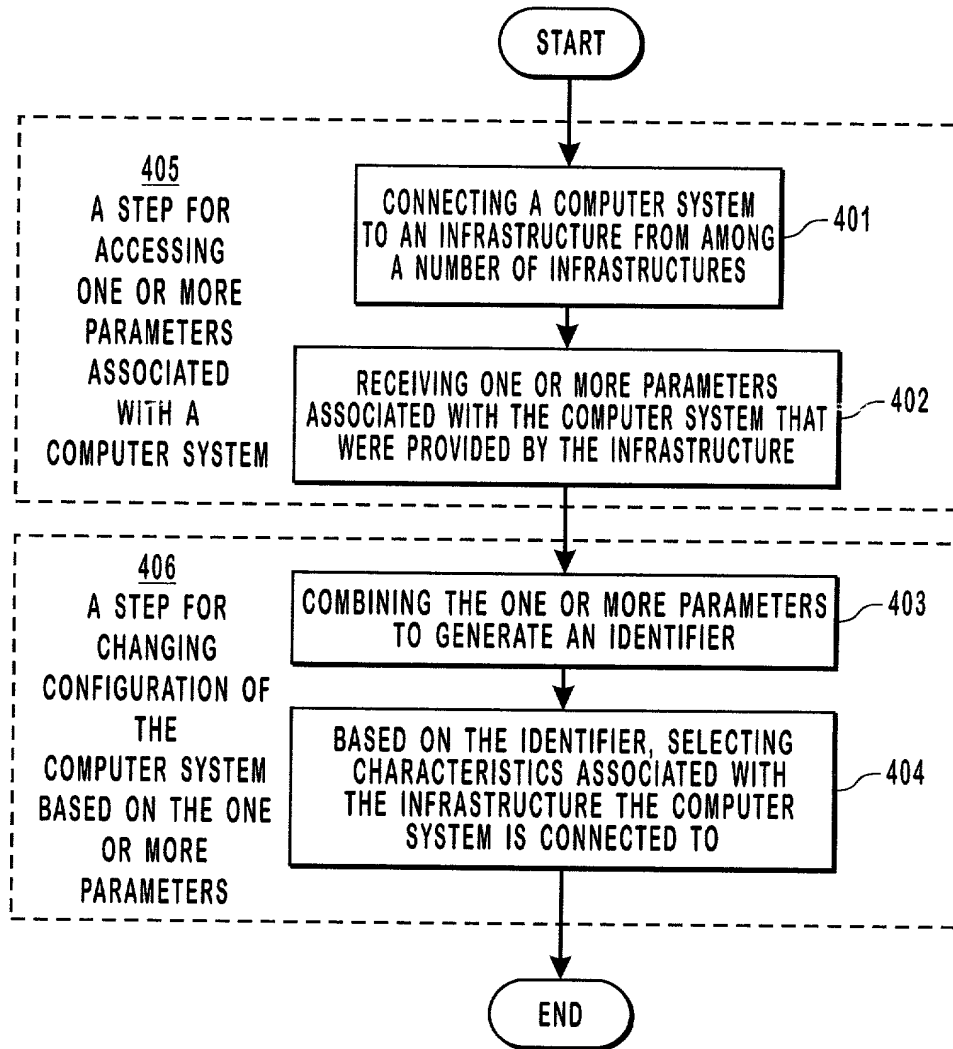 START
405
A STEP FOR
ACCESSING
ONE OR MORE
PARAMETERS
ASSOCIATED
WITH A
COMPUTER SYSTEM
CONNECTING A COMPUTER SYSTEM
TO AN INFRASTRUCTURE FROM AMONG
A NUMBER OF INFRASTRUCTURES
401
RECEIVING ONE OR MORE PARAMETERS
ASSOCIATED WITH THE COMPUTER SYSTEM THAT
WERE PROVIDED BY THE INFRASTRUCTURE
402
406
A STEP FOR
CHANGING
CONFIGURATION OF
THE
COMPUTER SYSTEM
BASED ON THE ONE
OR MORE
PARAMETERS
COMBINING THE ONE OR MORE PARAMETERS
TO GENERATE AN IDENTIFIER
403
BASED ON THE IDENTIFIER, SELECTING
CHARACTERISTICS ASSOCIATED WITH
THE INFRASTRUCTURE THE COMPUTER
SYSTEM IS CONNECTED TO
404
END